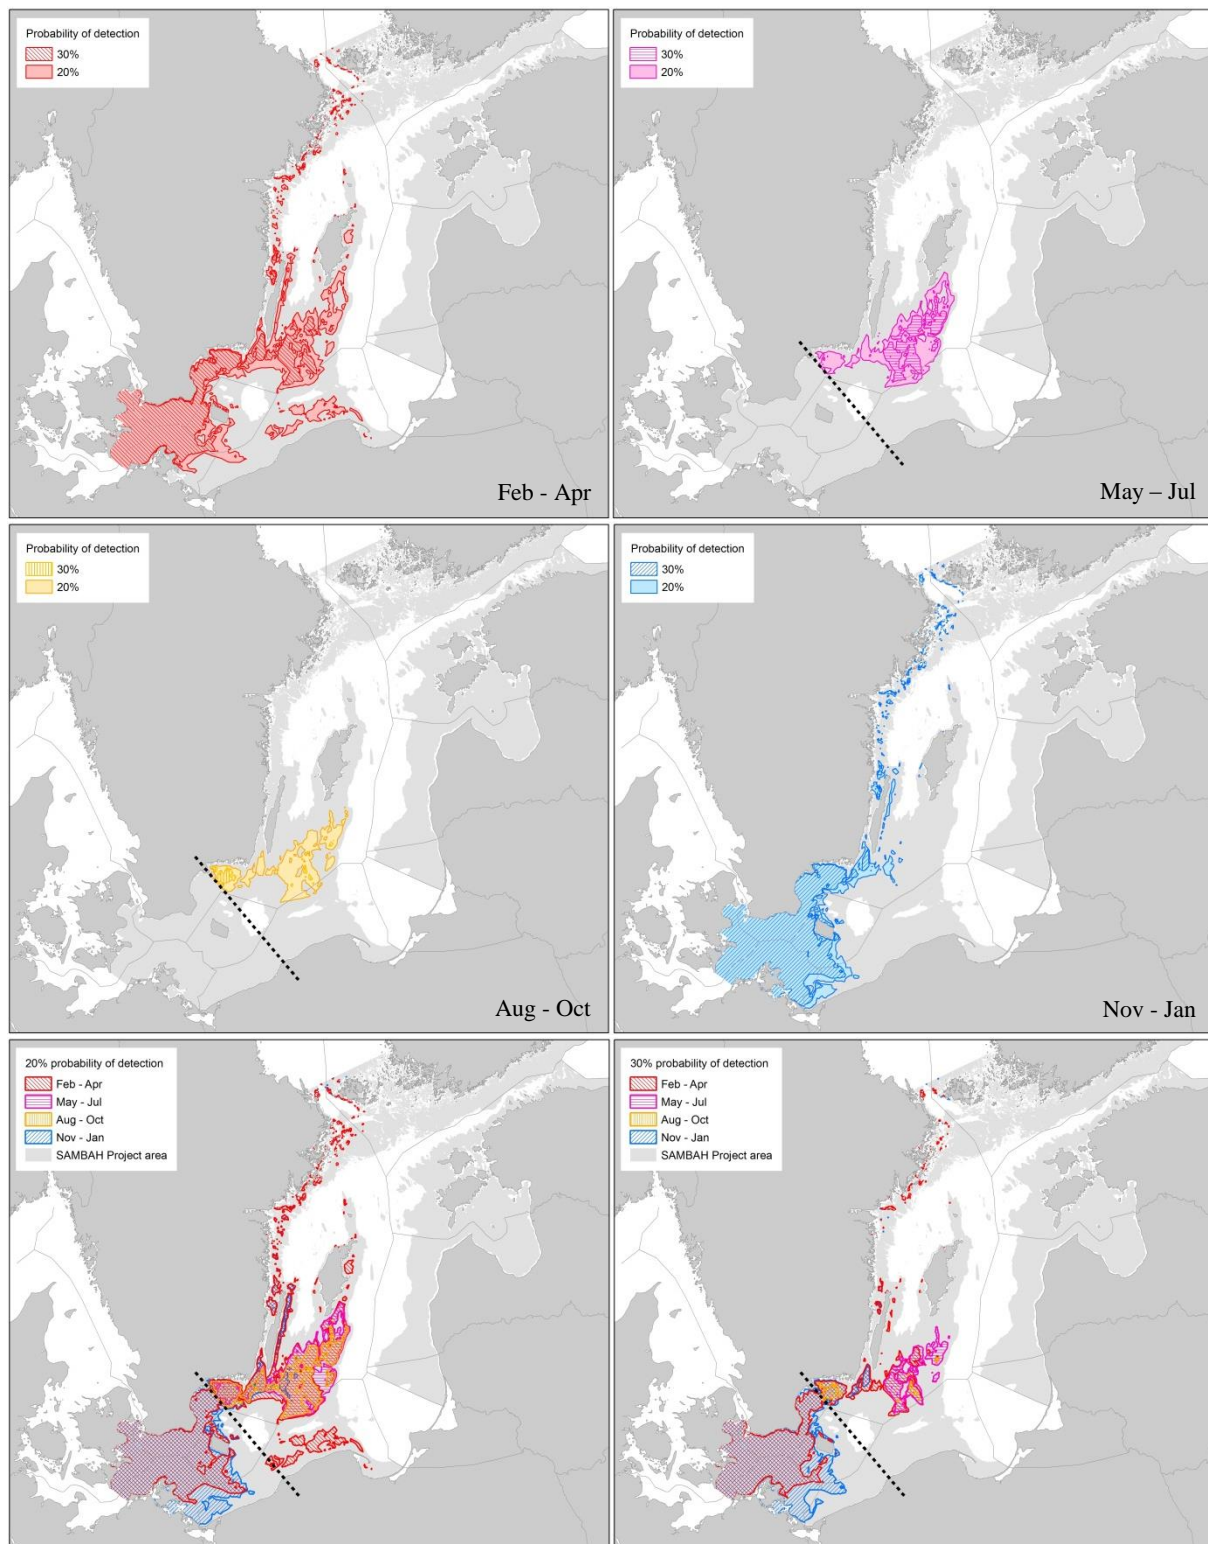 Probability of detection
30%
20%
Feb - Apr
Probability of detection
30%
20%
May – Jul
Probability of detection
30%
20%
Aug - Oct
Probability of detection
30%
20%
Nov - Jan
20% probability of detection
Feb - Apr
May - Jul
Aug - Oct
Nov - Jan
SAMBAH Project area
30% probability of detection
Feb - Apr
May - Jul
Aug - Oct
Nov - Jan
SAMBAH Project area